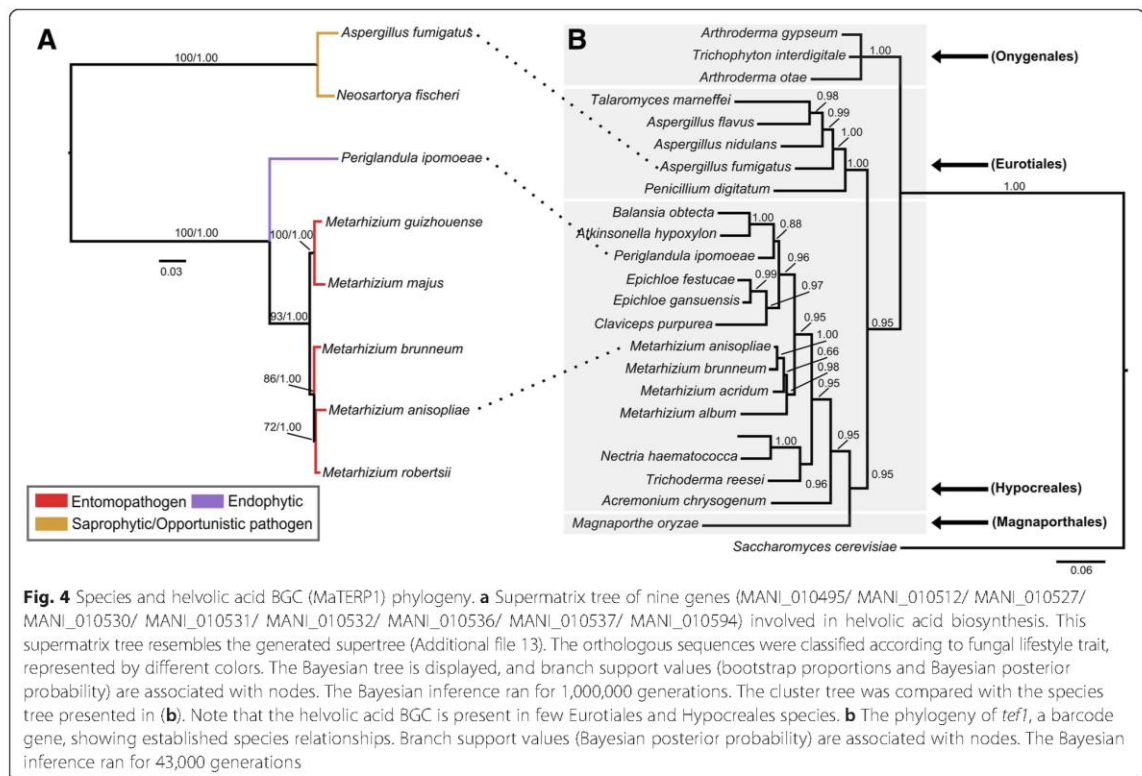 A
100/1.00
Aspergillus fumigatus
Neosartorya fischeri
Periglandula ipomoeae
100/1.00
0.03
100/1.00
Metarhizium guizhouense
Metarhizium majus
93/1.00
Metarhizium brunneum
86/1.00
Metarhizium anisopliae
72/1.00
Metarhizium robertsii
Entomopathogen
Endophytic
Saprophytic/Opportunistic pathogen
B
Arthroderma gypseum
Trichophyton interdigitale
Arthroderma otae
1.00
(Onygenales)
Talaromyces marneffei
0.98
Aspergillus flavus
0.99
Aspergillus nidulans
1.00
Aspergillus fumigatus
1.00
(Eurotiales)
Penicillium digitatum
1.00
Balansia obtecta
1.00
Atkinsonella hypoxylon
0.88
Periglandula ipomoeae
0.96
Epichloe festucae
0.99
Epichloe gansuensis
0.97
Claviceps purpurea
0.95
0.95
Metarhizium anisopliae
1.00
Metarhizium brunneum
0.66
Metarhizium acridum
0.98
Metarhizium album
0.95
Nectria haematococca
1.00
0.95
Trichoderma reesei
0.96
0.95
Acremonium chrysogenum
(Hypocreales)
Magnaporthe oryzae
(Magnaporthales)
Saccharomyces cerevisiae
0.06
Fig. 4 Species and helvolic acid BGC (MaTERP1) phylogeny. a Supermatrix tree of nine genes (MANI_010495/ MANI_010512/ MANI_010527/
MANI_010530/ MANI_010531/ MANI_010532/ MANI_010536/ MANI_010537/ MANI_010594) involved in helvolic acid biosynthesis. This
supermatrix tree resembles the generated supertree (Additional file 13). The orthologous sequences were classified according to fungal lifestyle trait,
represented by different colors. The Bayesian tree is displayed, and branch support values (bootstrap proportions and Bayesian posterior
probability) are associated with nodes. The Bayesian inference ran for 1,000,000 generations. The cluster tree was compared with the species
tree presented in (b). Note that the helvolic acid BGC is present in few Eurotiales and Hypocreales species. b The phylogeny of tef1, a barcode
gene, showing established species relationships. Branch support values (Bayesian posterior probability) are associated with nodes. The Bayesian
inference ran for 43,000 generations